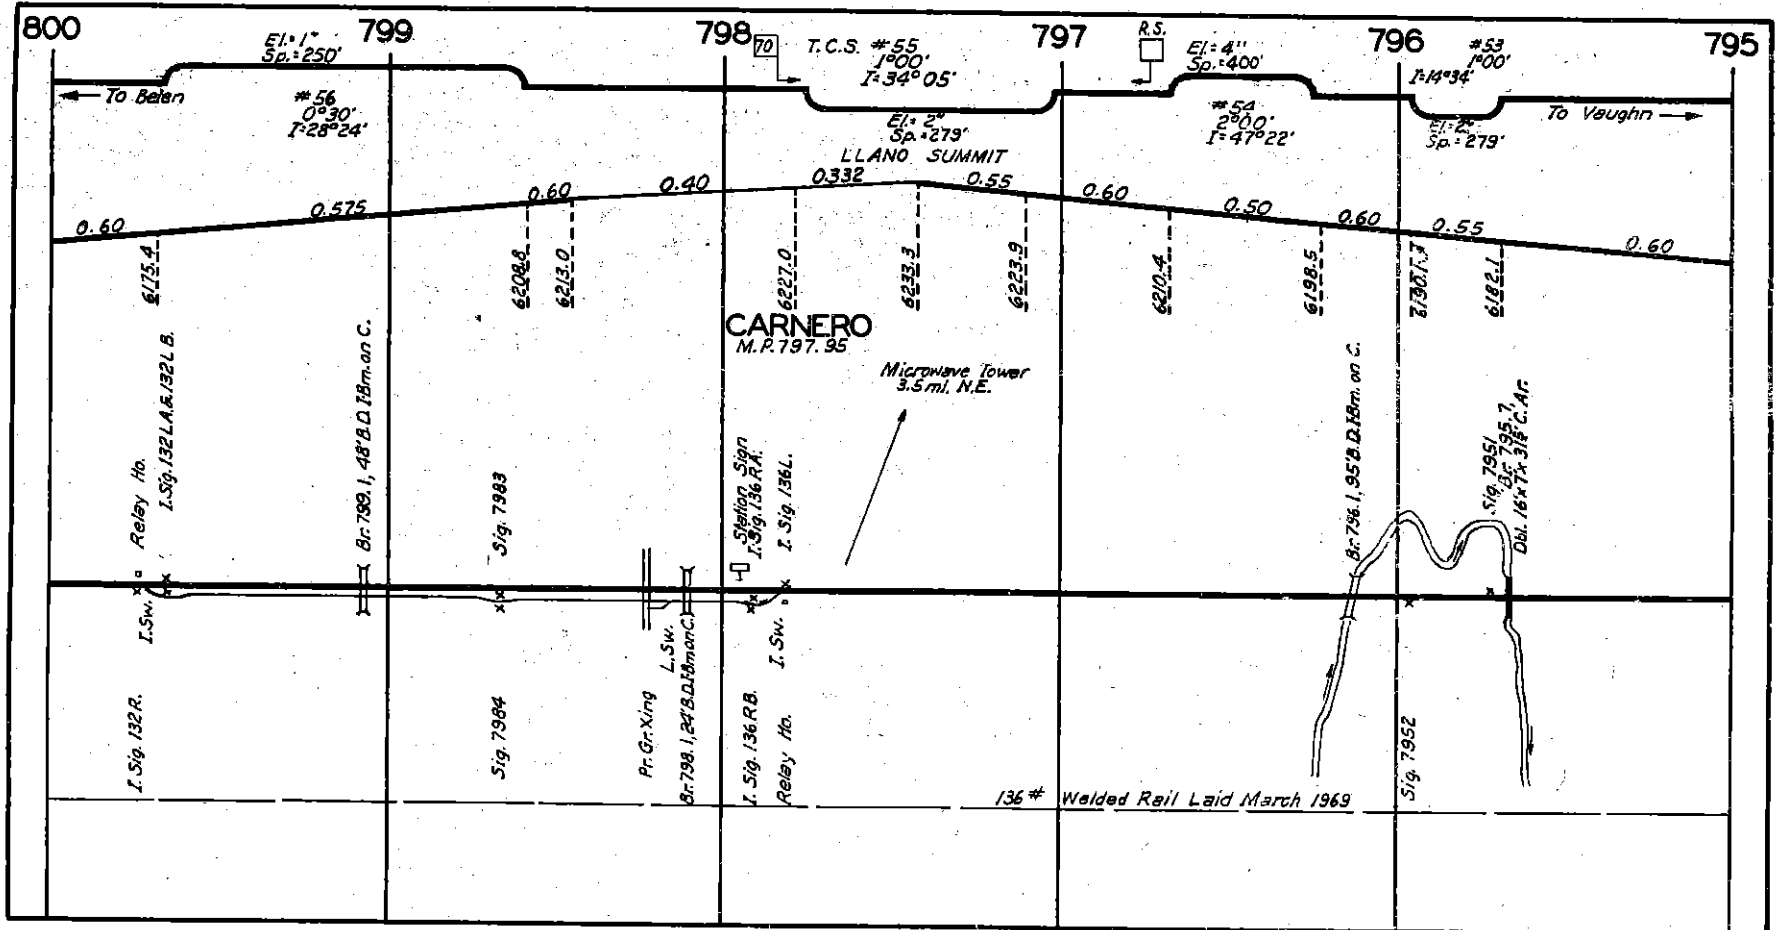 800
799
798
797
796
795
El.=1"
Sp.=250'
70
T.C.S.
#55
1°00'
I=34°05'
R.S.
El.=4"
Sp.=400'
#53
1°00'
I=14°34'
To Belen
#56
0°30'
I=28°24'
El.=2"
Sp.=279'
#54
2°00'
I=47°22'
El.=2"
Sp.=279'
To Vaughn
LLANO SUMMIT
0.60
0.575
0.60
0.40
0.332
0.55
0.60
0.50
0.60
0.55
0.60
6175.4
6208.8
6213.0
6227.0
6233.3
6223.9
6210.4
6198.5
6182.1
CARNERO
M.P. 797.95
Microwave Tower
3.5 mi. N.E.
Relay Ho.
I.Sig. 132 L.A.& 132 L B.
Br. 799.1, 48' B.D. I-Bm. on C.
Sig. 7983
Station Sign
I.Sig. 136 R.A.
I. Sig. 136 L.
Br. 796.1, 95' B.D. I-Bm. on C.
Sig. 7951
Br. 795.7,
Dbl. 16'x 7'x 31½' C. Ar.
I.Sw.
I. Sig. 132 R.
Sig. 7984
Pr. Gr. Xing
L. Sw.
Br. 798.1, 24' B.D. I-Bm on C.
I. Sig. 136 RB.
I. Sw.
Relay Ho.
Sig. 7952
136# Welded Rail Laid March 1969